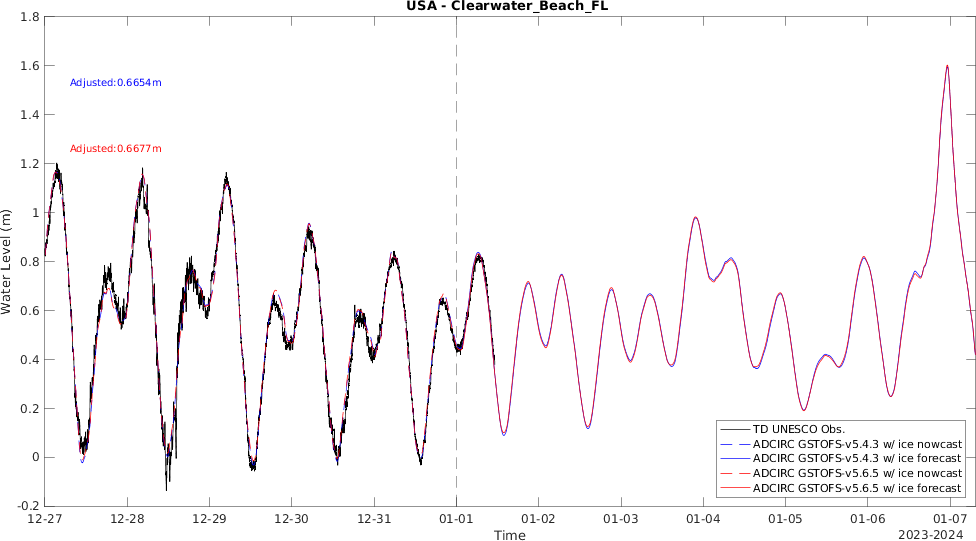 USA - Clearwater_Beach_FL
1.8
1.6
1.4
1.2
1
0.8
0.6
0.4
0.2
0
-0.2
Water Level (m)
Adjusted:0.6654m
Adjusted:0.6677m
TD UNESCO Obs.
ADCIRC GSTOFS-v5.4.3 w/ ice nowcast
ADCIRC GSTOFS-v5.4.3 w/ ice forecast
ADCIRC GSTOFS-v5.6.5 w/ ice nowcast
ADCIRC GSTOFS-v5.6.5 w/ ice forecast
12-27 12-28 12-29 12-30 12-31 01-01 01-02 01-03 01-04 01-05 01-06 01-07
Time
2023-2024